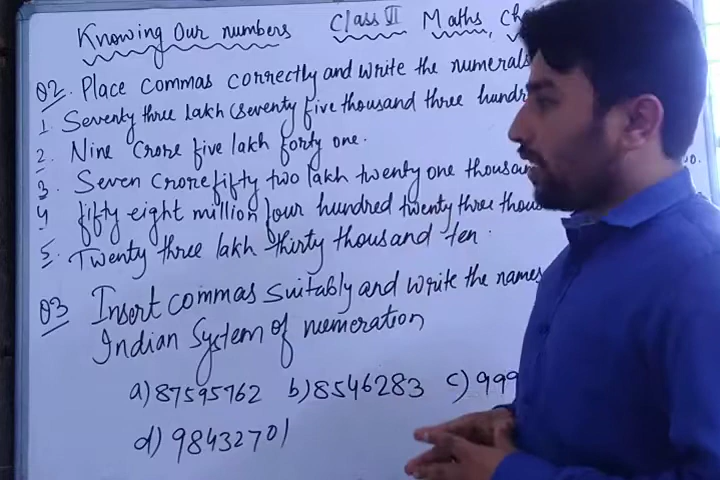 Knowing Our numbers Class VI Maths, Ch
Q2. Place commas correctly and write the numerals
1. Seventy three lakh seventy five thousand three hundr
2. Nine Crore five lakh forty one.
3. Seven Crore fifty two lakh twenty one thousan
4 fifty eight million four hundred twenty three thou
5. Twenty three lakh thirty thousand ten.
Q3 Insert commas suitably and write the names
Indian System of numeration
a) 87595762 b) 8546283 c) 999
d) 98432701